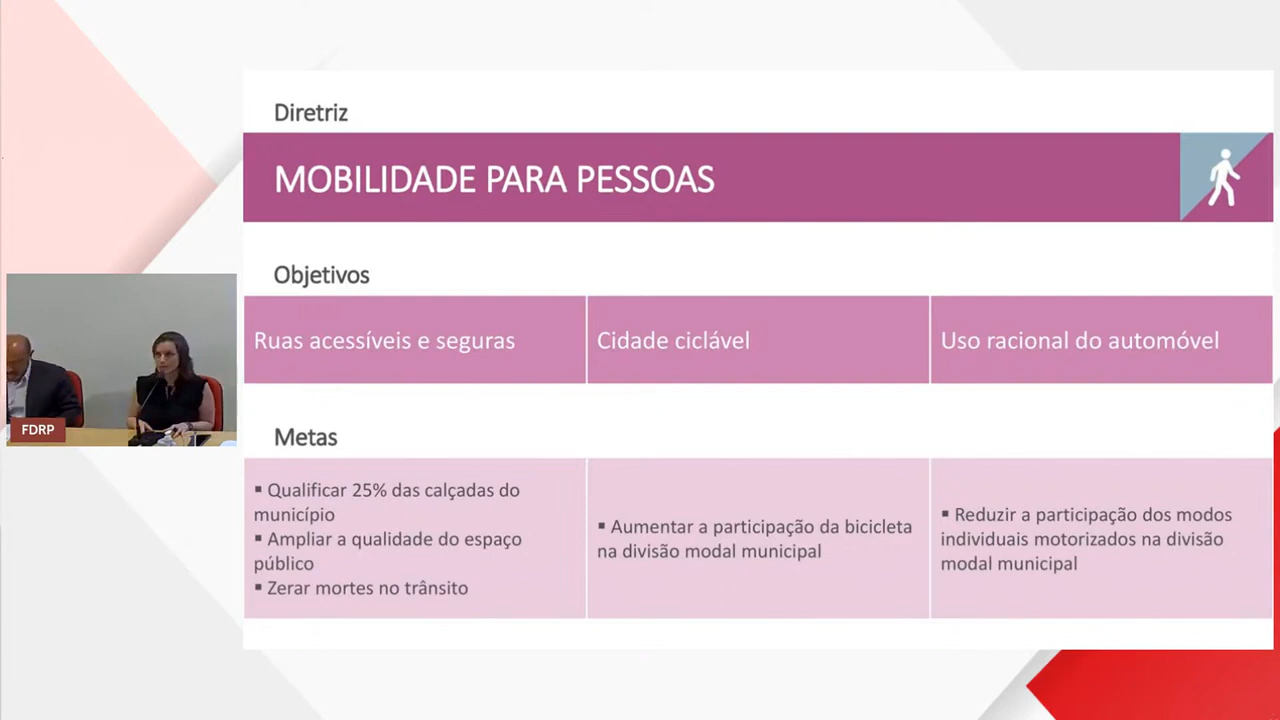 Diretriz
MOBILIDADE PARA PESSOAS
Objetivos
Ruas acessíveis e seguras
Cidade ciclável
Uso racional do automóvel
Metas
▪ Qualificar 25% das calçadas do
município
▪ Ampliar a qualidade do espaço
público
▪ Zerar mortes no trânsito
▪ Aumentar a participação da bicicleta
na divisão modal municipal
▪ Reduzir a participação dos modos
individuais motorizados na divisão
modal municipal
FDRP